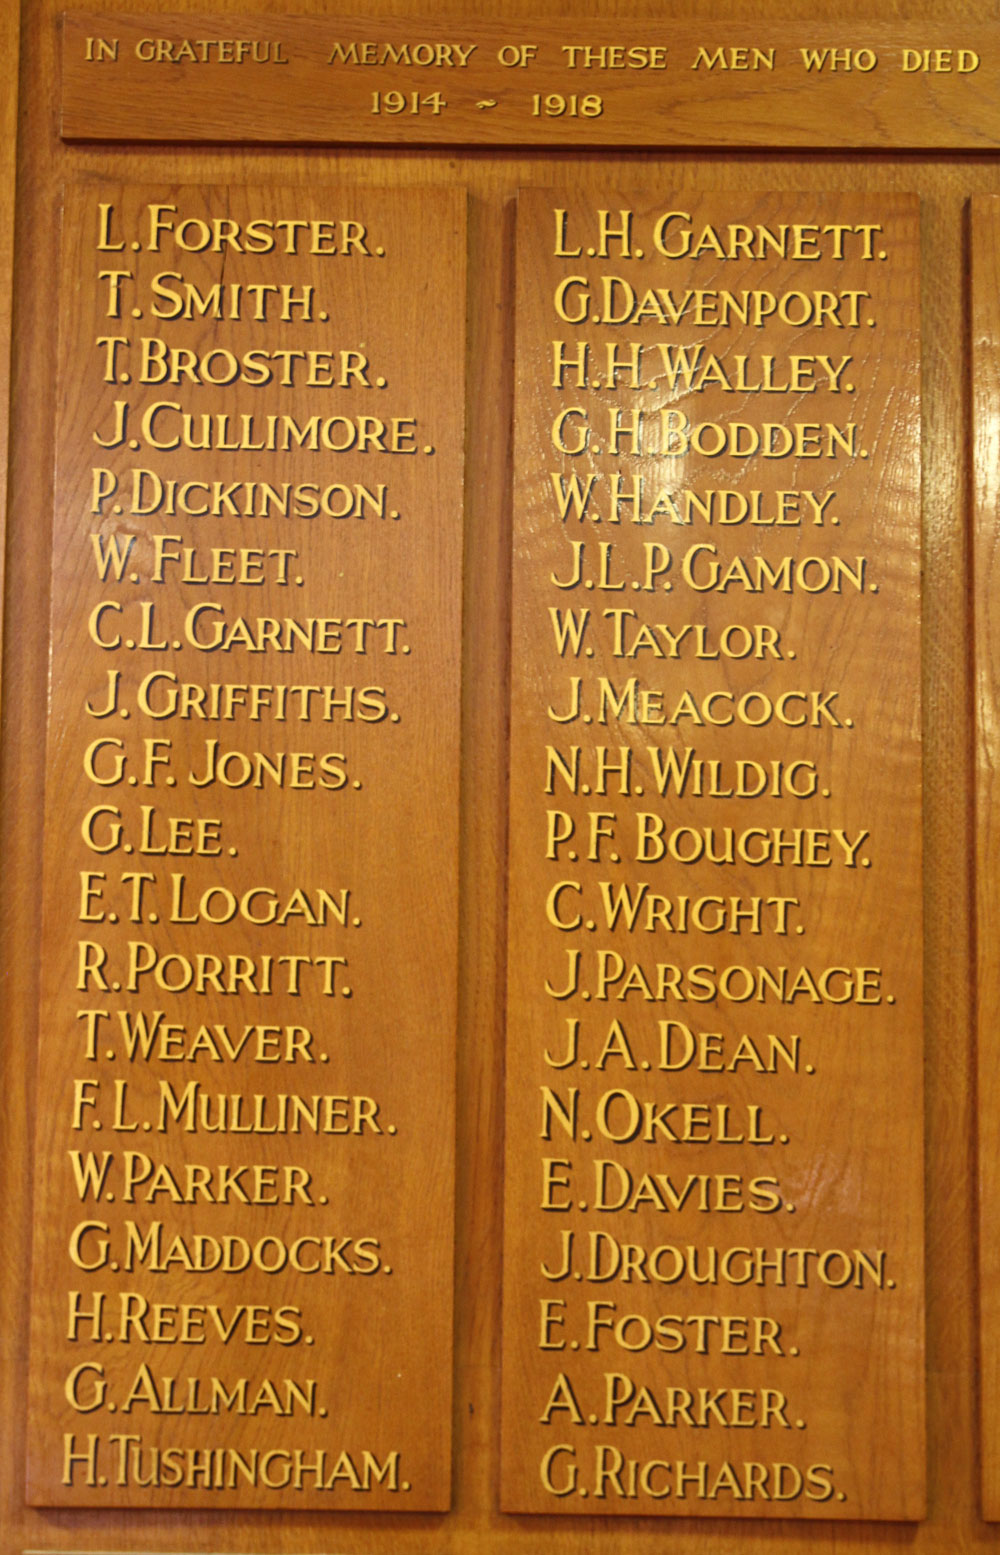 IN GRATEFUL MEMORY OF THESE MEN WHO DIED
1914 ~ 1918
L. FORSTER.
T. SMITH.
T. BROSTER.
J. CULLIMORE.
P. DICKINSON.
W. FLEET.
C. L. GARNETT.
J. GRIFFITHS.
G. F. JONES.
G. LEE.
E. T. LOGAN.
R. PORRITT.
T. WEAVER.
F. L. MULLINER.
W. PARKER.
G. MADDOCKS.
H. REEVES.
G. ALLMAN.
H. TUSHINGHAM.
L. H. GARNETT.
G. DAVENPORT.
H. H. WALLEY.
G. H. BODDEN.
W. HANDLEY.
J. L. P. GAMON.
W. TAYLOR.
J. MEACOCK.
N. H. WILDIG.
P. F. BOUGHEY.
C. WRIGHT.
J. PARSONAGE.
J. A. DEAN.
N. OKELL.
E. DAVIES.
J. DROUGHTON.
E. FOSTER.
A. PARKER.
G. RICHARDS.